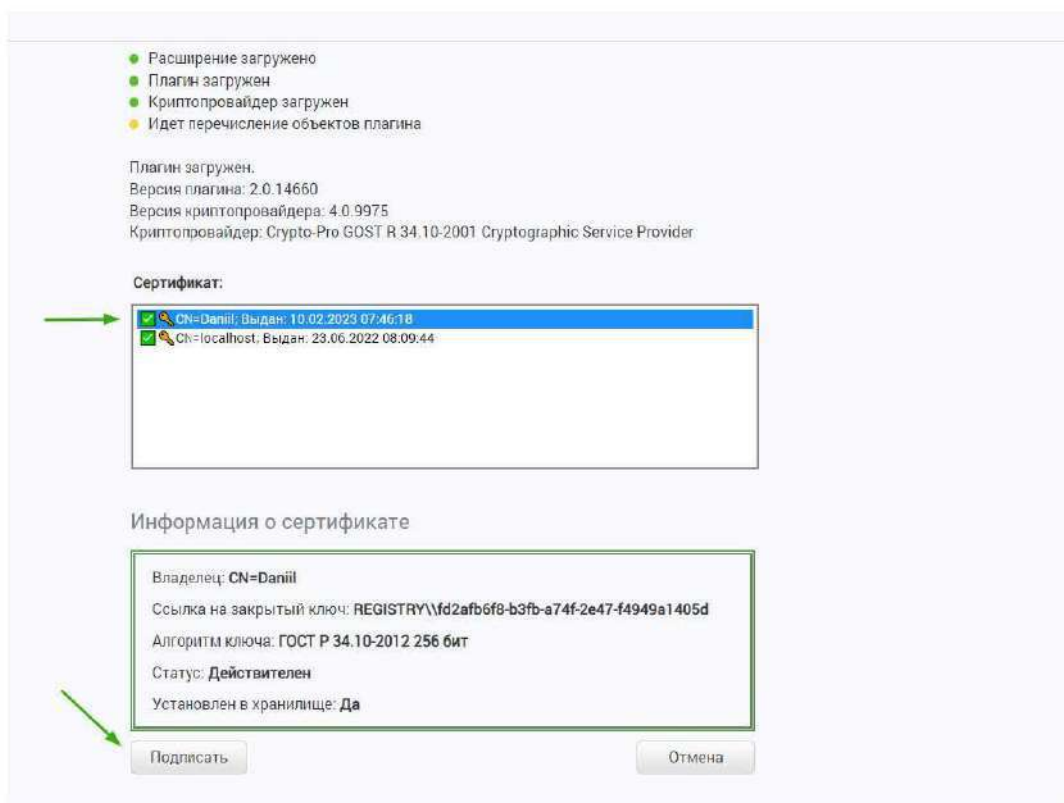 Расширение загружено
Плагин загружен
Криптопровайдер загружен
Идет перечисление объектов плагина
Плагин загружен.
Версия плагина: 2.0.14660
Версия криптопровайдера: 4.0.9975
Криптопровайдер: Crypto-Pro GOST R 34.10-2001 Cryptographic Service Provider
Сертификат:
CN=Daniil; Выдан: 10.02.2023 07:46:18
CN=localhost; Выдан: 23.06.2022 08:09:44
Информация о сертификате
Владелец: CN=Daniil
Ссылка на закрытый ключ: REGISTRY\\fd2afb6f8-b3fb-a74f-2e47-f4949a1405d
Алгоритм ключа: ГОСТ Р 34.10-2012 256 бит
Статус: Действителен
Установлен в хранилище: Да
Подписать
Отмена